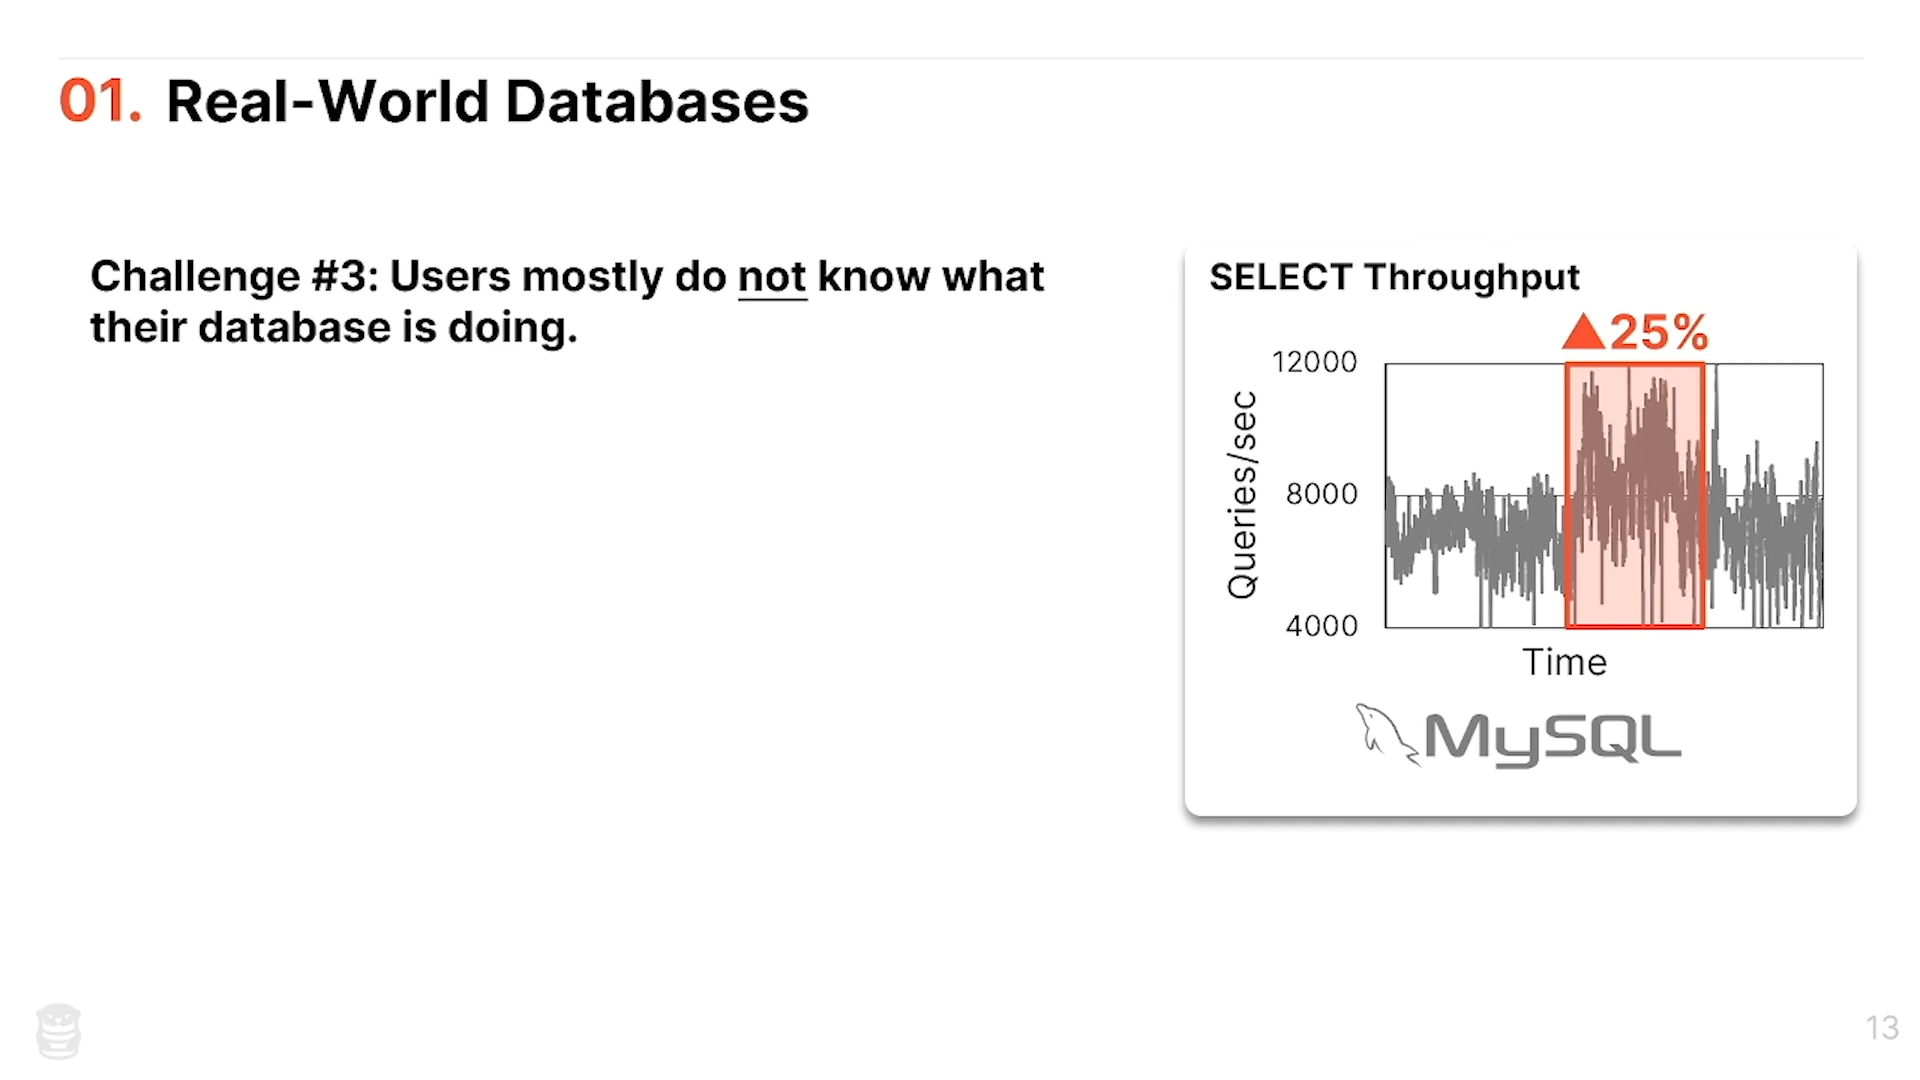 01. Real-World Databases
Challenge #3: Users mostly do not know what
their database is doing.
SELECT Throughput
▲25%
12000
8000
4000
Queries/sec
Time
MySQL
13